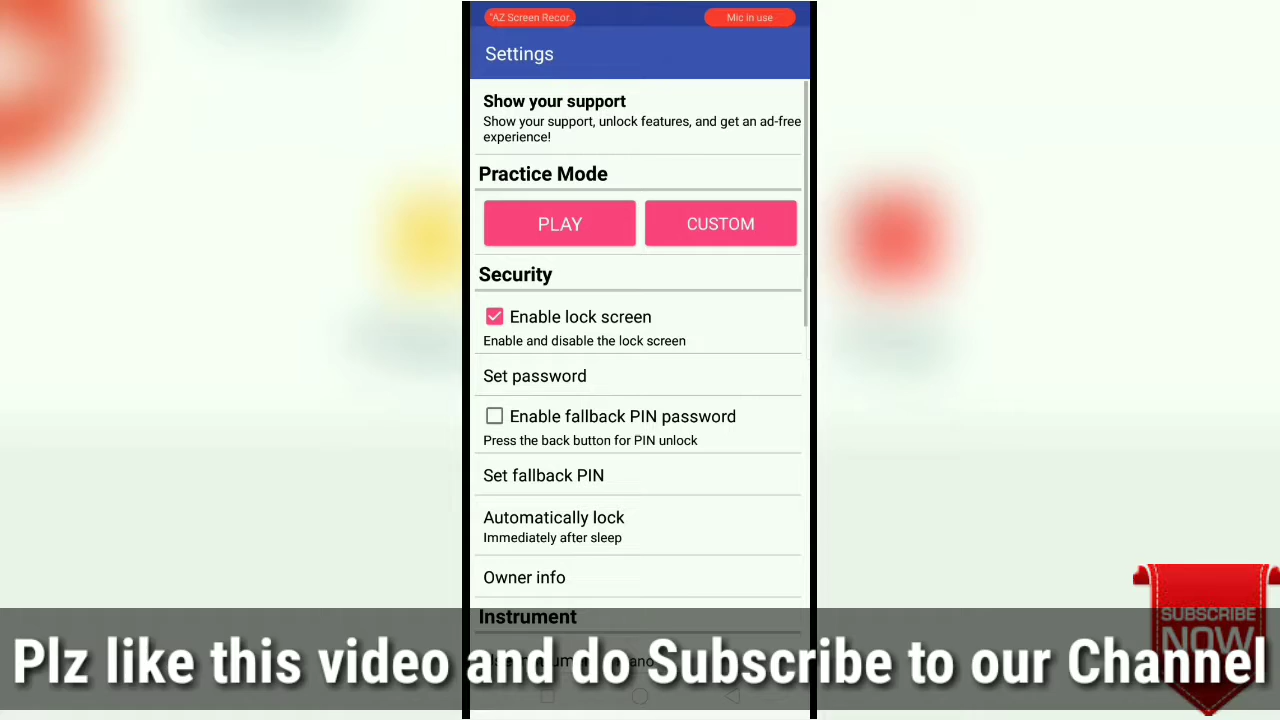 "AZ Screen Recor...
Mic in use
Settings
Show your support
Show your support, unlock features, and get an ad-free
experience!
Practice Mode
PLAY
CUSTOM
Security
Enable lock screen
Enable and disable the lock screen
Set password
Enable fallback PIN password
Press the back button for PIN unlock
Set fallback PIN
Automatically lock
Immediately after sleep
Owner info
Instrument
SUBSCRIBE
NOW
Plz like this video and do Subscribe to our Channel